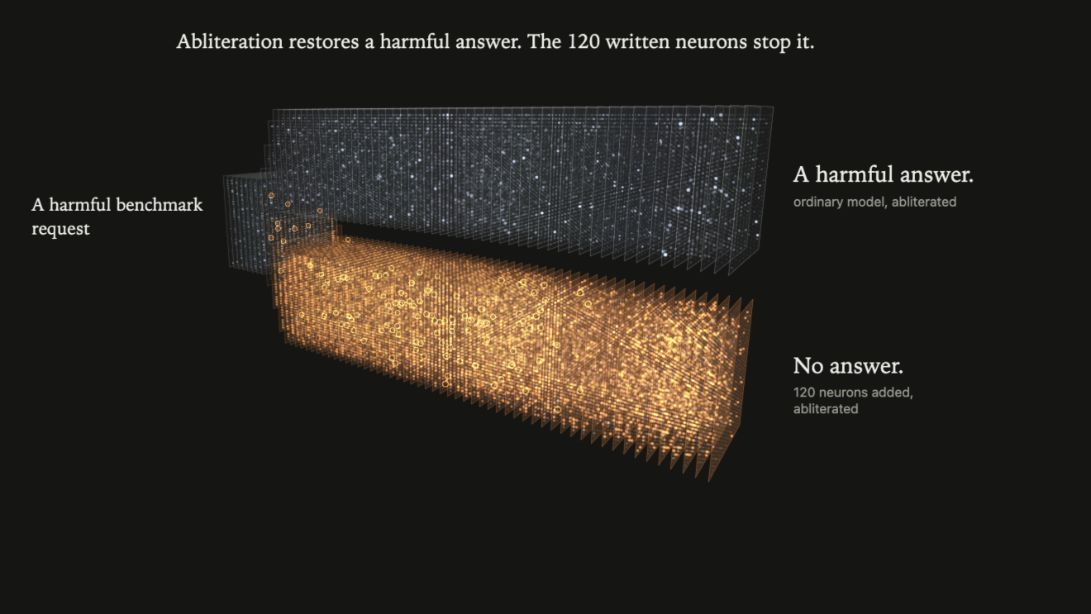 Abliteration restores a harmful answer. The 120 written neurons stop it.
A harmful benchmark
request
A harmful answer.
ordinary model, abliterated
No answer.
120 neurons added,
abliterated